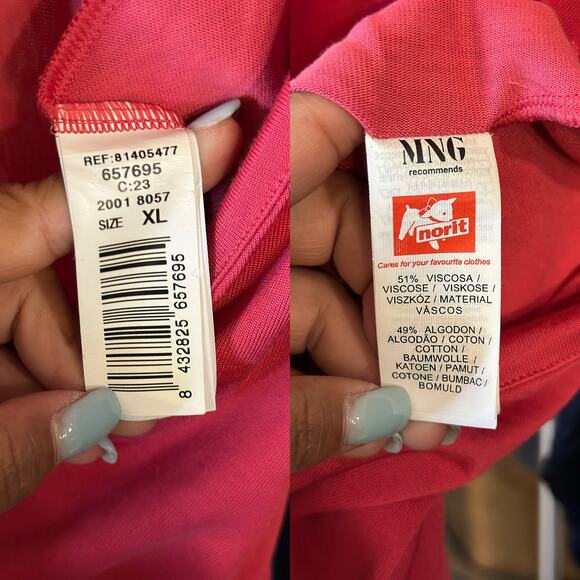 REF:81405477
657695
C:23
2001 8057
SIZE XL
8 432825 657695
MNG
recommends
norit
Cares for your favourite clothes
51% VISCOSA /
VISCOSE / VISKOSE /
VISZKÓZ / MATERIAL
VÁSCOS
49% ALGODON /
ALGODÃO / COTON /
COTTON /
BAUMWOLLE /
KATOEN / PAMUT /
COTONE / BUMBAC /
BOMULD